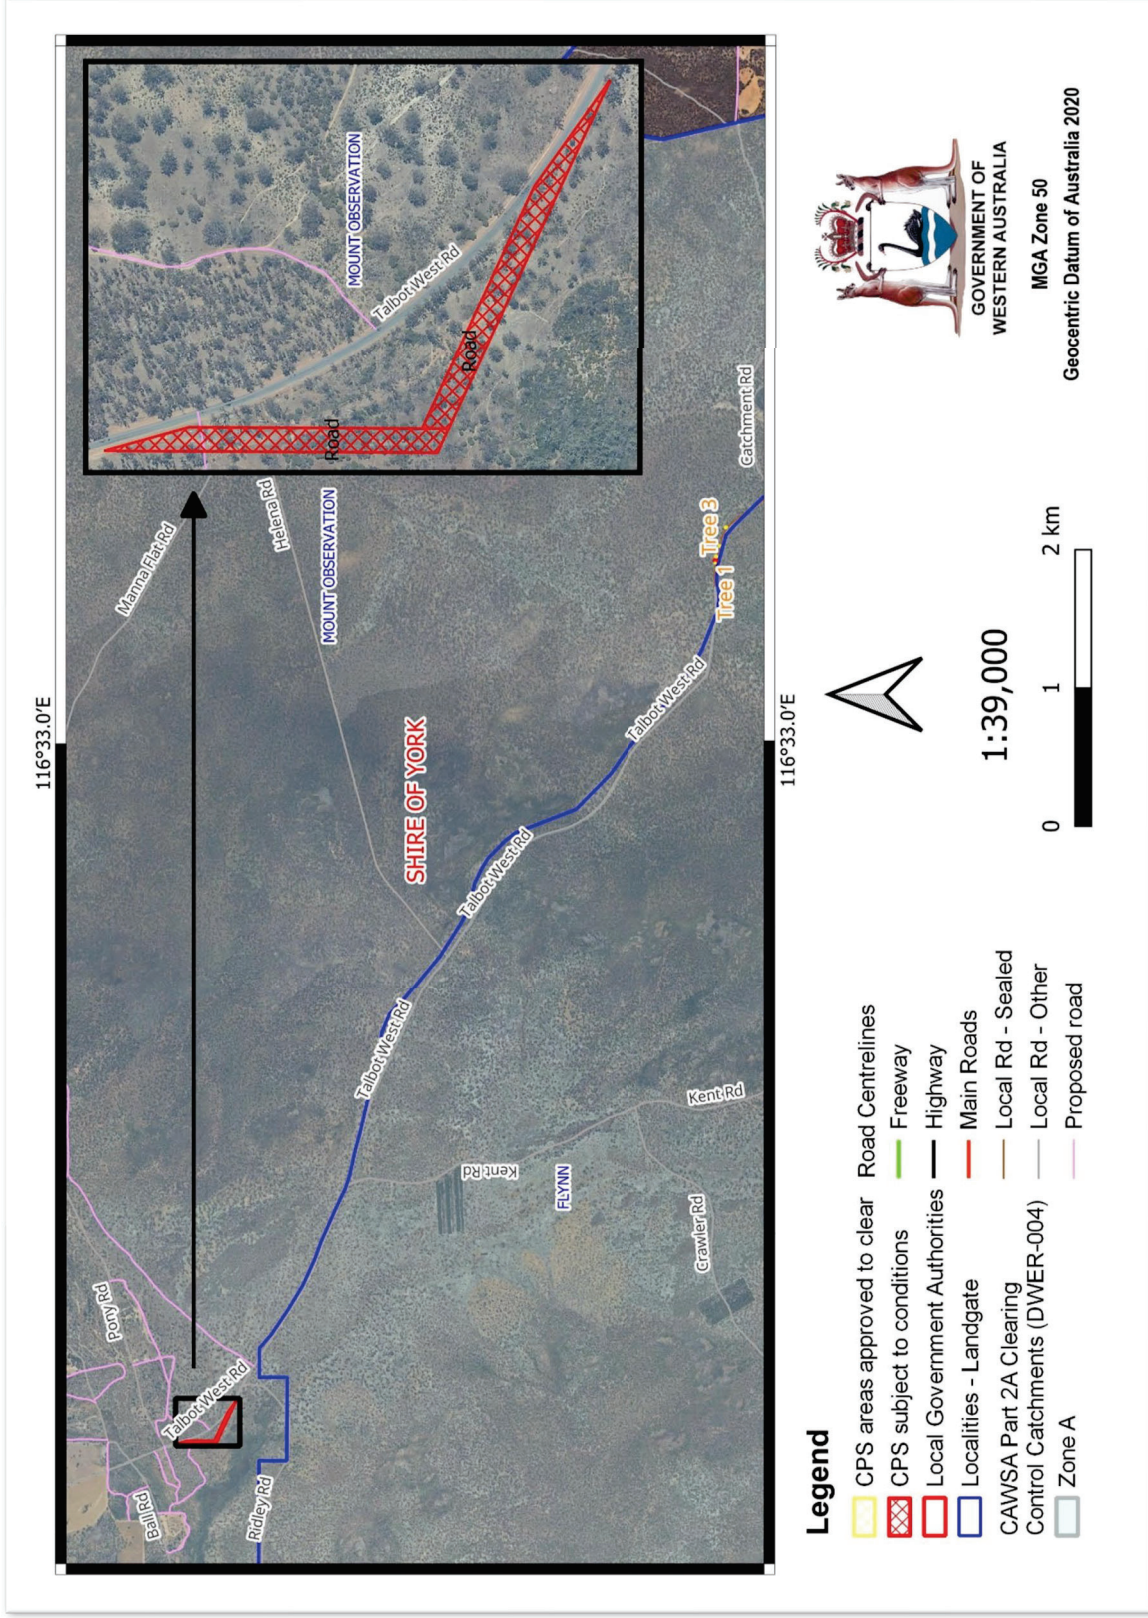 116°33.0'E
Pony Rd
Ball Rd
Talbot West Rd
Ridley Rd
Manna Flat Rd
Helena Rd
MOUNT OBSERVATION
MOUNT OBSERVATION
Talbot West Rd
Road
Road
SHIRE OF YORK
Talbot West Rd
Talbot West Rd
Talbot West Rd
Kent Rd
Kent Rd
FLYNN
Crawler Rd
Tree 1
Tree 3
Catchment Rd
116°33.0'E
Legend
CPS areas approved to clear
CPS subject to conditions
Local Government Authorities
Localities - Landgate
CAWSA Part 2A Clearing
Control Catchments (DWER-004)
Zone A
Road Centrelines
Freeway
Highway
Main Roads
Local Rd - Sealed
Local Rd - Other
Proposed road
1:39,000
0 1 2 km
GOVERNMENT OF
WESTERN AUSTRALIA
MGA Zone 50
Geocentric Datum of Australia 2020